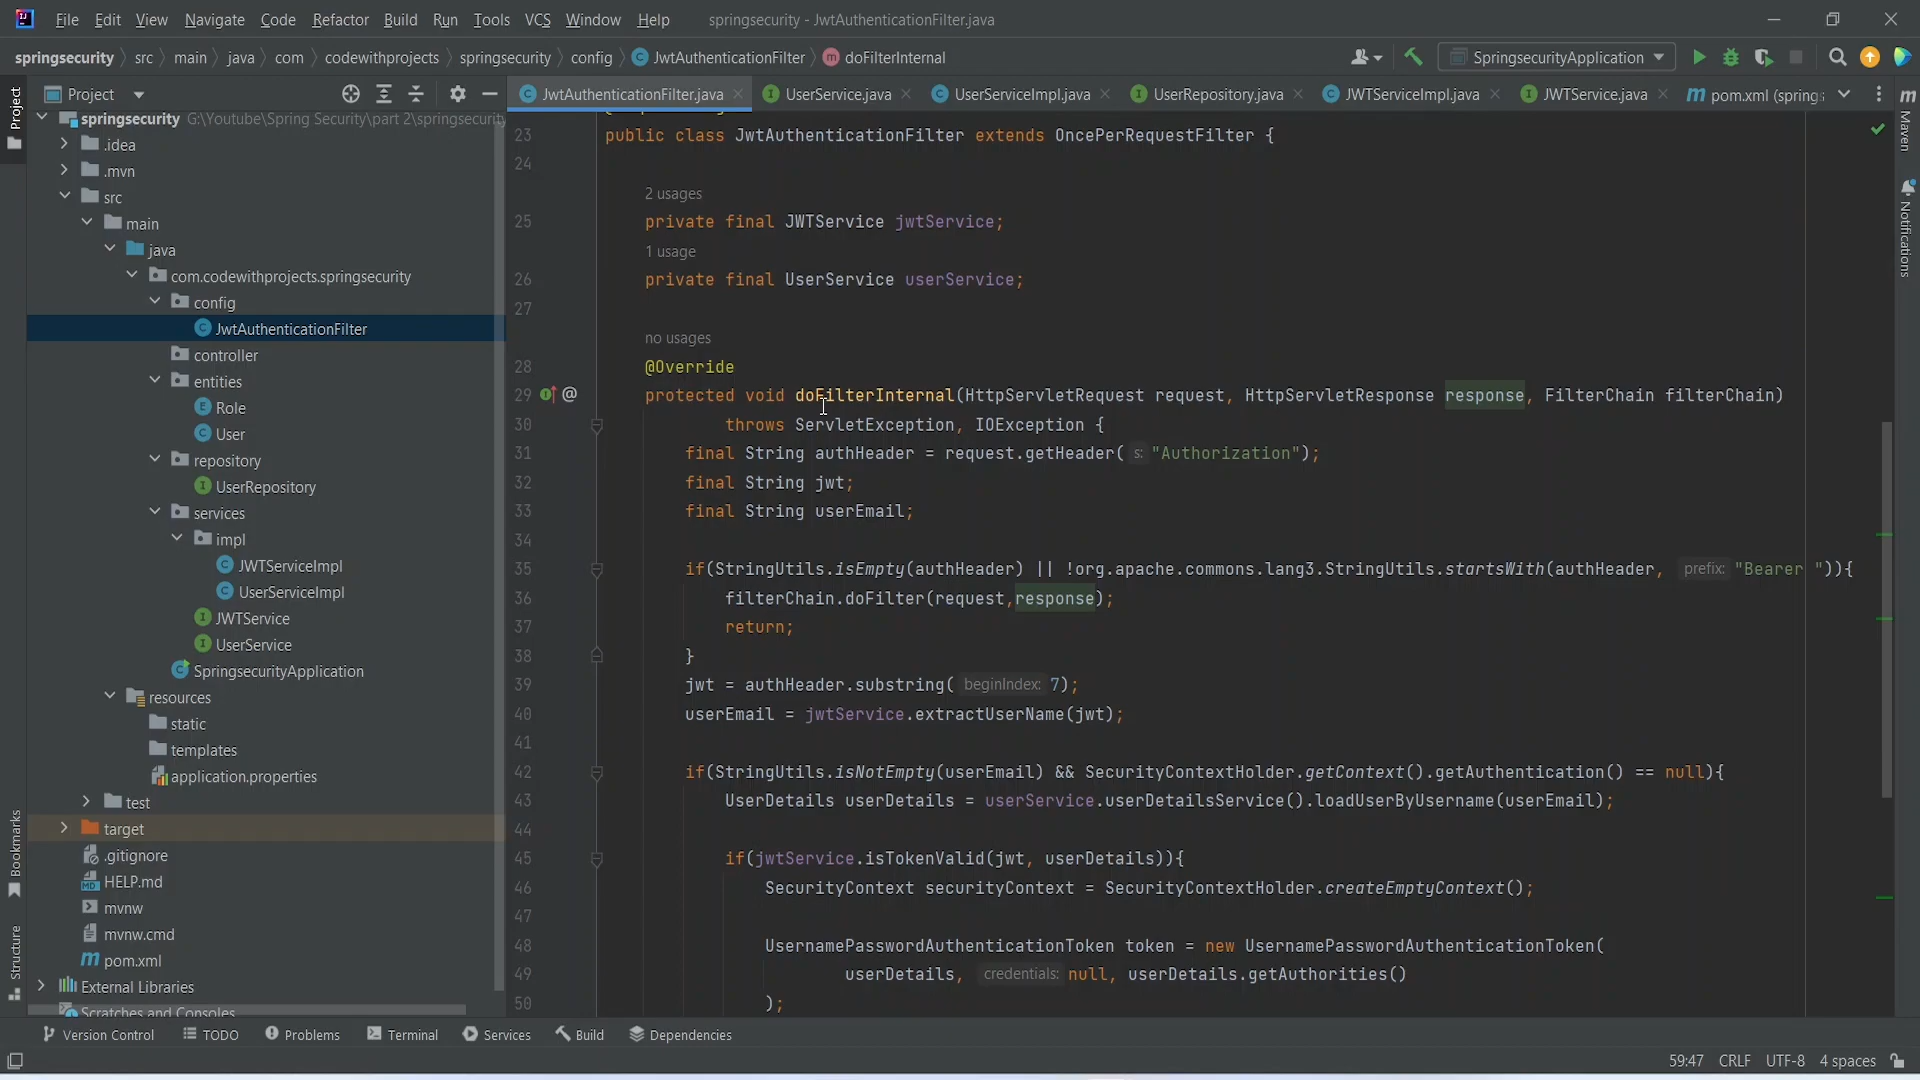 File Edit View Navigate Code Refactor Build Run Tools VCS Window Help springsecurity - JwtAuthenticationFilter.java
springsecurity src main java com codewithprojects springsecurity config JwtAuthenticationFilter doFilterInternal SpringsecurityApplication
Project
JwtAuthenticationFilter.java UserService.java UserServiceImpl.java UserRepository.java JWTServiceImpl.java JWTService.java pom.xml (spring
Project
Bookmarks
Structure
springsecurity G:\Youtube\Spring Security\part 2\springsecurity
.idea
.mvn
src
main
java
com.codewithprojects.springsecurity
config
JwtAuthenticationFilter
controller
entities
Role
User
repository
UserRepository
services
impl
JWTServiceImpl
UserServiceImpl
JWTService
UserService
SpringsecurityApplication
resources
static
templates
application.properties
test
target
.gitignore
HELP.md
mvnw
mvnw.cmd
pom.xml
External Libraries
Scratches and Consoles
23 public class JwtAuthenticationFilter extends OncePerRequestFilter {
24
2 usages
25 private final JWTService jwtService;
1 usage
26 private final UserService userService;
27
no usages
28 @Override
29 protected void doFilterInternal(HttpServletRequest request, HttpServletResponse response, FilterChain filterChain)
30 throws ServletException, IOException {
31 final String authHeader = request.getHeader( s: "Authorization");
32 final String jwt;
33 final String userEmail;
34
35 if(StringUtils.isEmpty(authHeader) || !org.apache.commons.lang3.StringUtils.startsWith(authHeader, prefix: "Bearer ")){
36 filterChain.doFilter(request,response);
37 return;
38 }
39 jwt = authHeader.substring( beginIndex: 7);
40 userEmail = jwtService.extractUserName(jwt);
41
42 if(StringUtils.isNotEmpty(userEmail) && SecurityContextHolder.getContext().getAuthentication() == null){
43 UserDetails userDetails = userService.userDetailsService().loadUserByUsername(userEmail);
44
45 if(jwtService.isTokenValid(jwt, userDetails)){
46 SecurityContext securityContext = SecurityContextHolder.createEmptyContext();
47
48 UsernamePasswordAuthenticationToken token = new UsernamePasswordAuthenticationToken(
49 userDetails, credentials: null, userDetails.getAuthorities()
50 );
Maven
Notifications
Version Control TODO Problems Terminal Services Build Dependencies
59:47 CRLF UTF-8 4 spaces